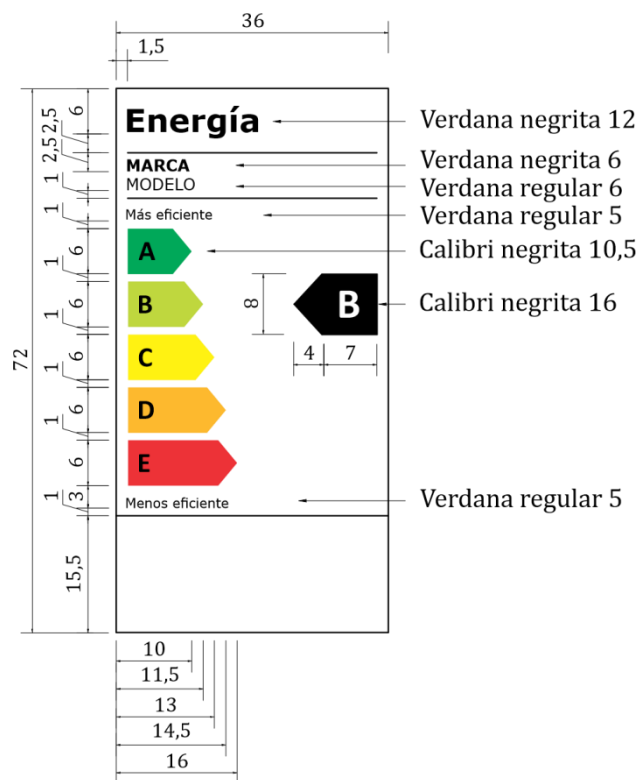 36
1,5
6
2,5
2,5
1
1
6
1
6
1
6
1
6
1
6
3
1
15,5
72
Energía
Verdana negrita 12
MARCA
Verdana negrita 6
MODELO
Verdana regular 6
Más eficiente
Verdana regular 5
A
Calibri negrita 10,5
B
8
B
Calibri negrita 16
4
7
C
D
E
Menos eficiente
Verdana regular 5
10
11,5
13
14,5
16